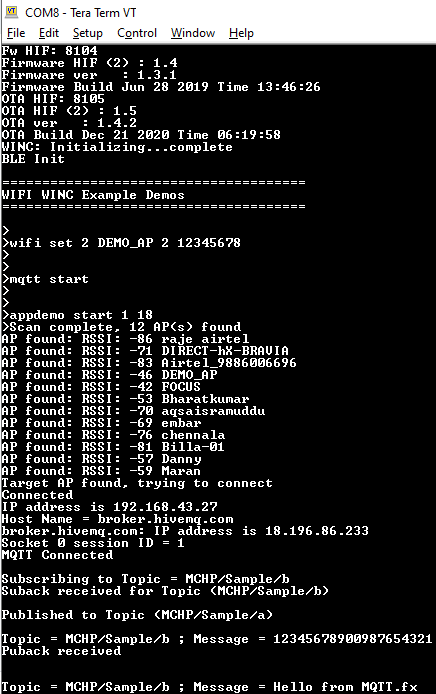 COM8 - Tera Term VT
File Edit Setup Control Window Help
Fw HIF: 8104
Firmware HIF (2) : 1.4
Firmware ver   : 1.3.1
Firmware Build Jun 28 2019 Time 13:46:26
OTA HIF: 8105
OTA HIF (2) : 1.5
OTA ver   : 1.4.2
OTA Build Dec 21 2020 Time 06:19:58
WINC: Initializing...complete
BLE Init
======================================
WIFI WINC Example Demos
======================================
>
>wifi set 2 DEMO_AP 2 12345678
>
>
>mqtt start
>
>
>appdemo start 1 18
>Scan complete, 12 AP(s) found
AP found: RSSI: -86 raje airtel
AP found: RSSI: -71 DIRECT-hX-BRAVIA
AP found: RSSI: -83 Airtel_9886006696
AP found: RSSI: -46 DEMO_AP
AP found: RSSI: -42 FOCUS
AP found: RSSI: -53 Bharatkumar
AP found: RSSI: -70 aqsaisramuddu
AP found: RSSI: -69 embar
AP found: RSSI: -76 chennala
AP found: RSSI: -81 Billa-01
AP found: RSSI: -57 Danny
AP found: RSSI: -59 Maran
Target AP found, trying to connect
Connected
IP address is 192.168.43.27
Host Name = broker.hivemq.com
broker.hivemq.com: IP address is 18.196.86.233
Socket 0 session ID = 1
MQTT Connected
Subscribing to Topic = MCHP/Sample/b
Suback received for Topic (MCHP/Sample/b)
Published to Topic (MCHP/Sample/a)
Topic = MCHP/Sample/b ; Message = 12345678900987654321
Puback received
Topic = MCHP/Sample/b ; Message = Hello from MQTT.fx